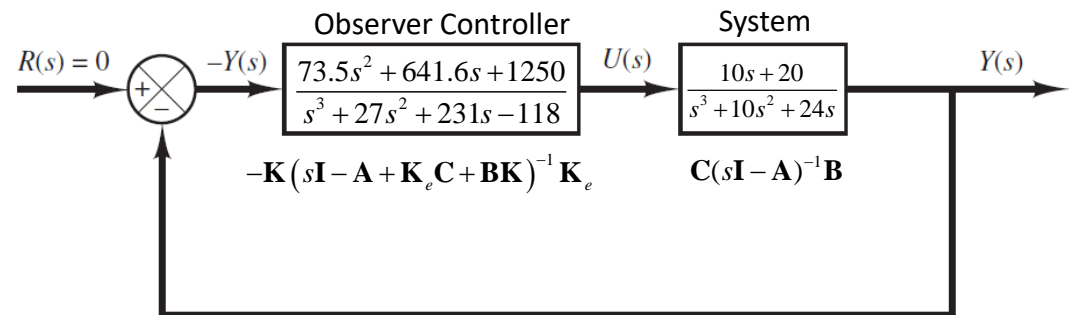 Observer Controller
System
R(s) = 0
+
−
−Y(s)
73.5s² + 641.6s + 1250
s³ + 27s² + 231s − 118
U(s)
10s + 20
s³ + 10s² + 24s
Y(s)
−K(sI − A + KₑC + BK)⁻¹ Kₑ
C(sI − A)⁻¹B